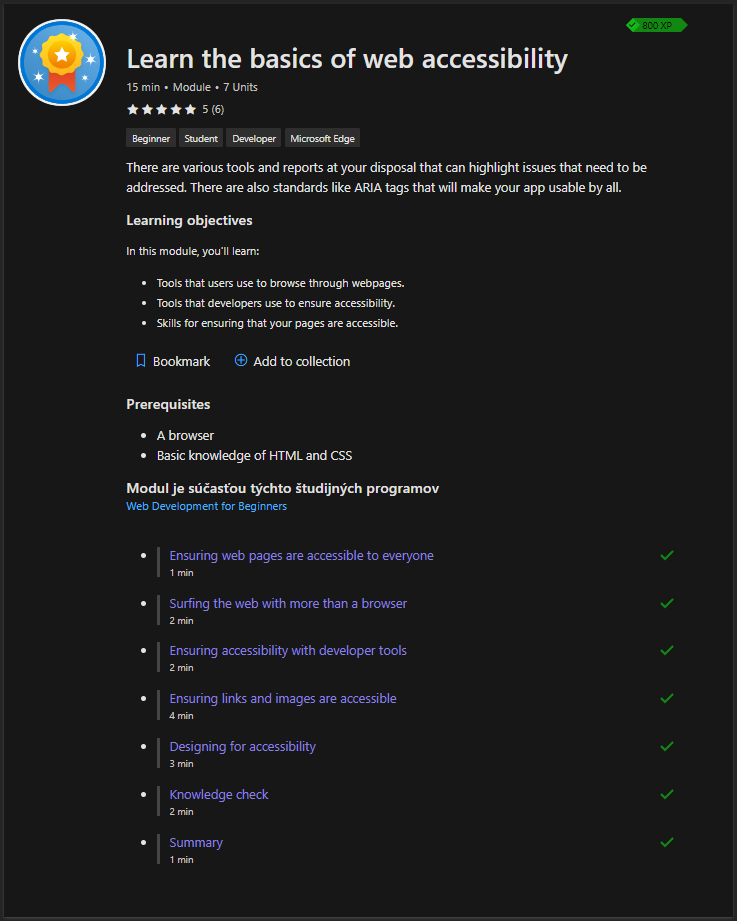 800 XP
Learn the basics of web accessibility
15 min • Module • 7 Units
5 (6)
Beginner Student Developer Microsoft Edge
There are various tools and reports at your disposal that can highlight issues that need to be
addressed. There are also standards like ARIA tags that will make your app usable by all.
Learning objectives
In this module, you'll learn:
• Tools that users use to browse through webpages.
• Tools that developers use to ensure accessibility.
• Skills for ensuring that your pages are accessible.
Bookmark Add to collection
Prerequisites
• A browser
• Basic knowledge of HTML and CSS
Modul je súčasťou týchto študijných programov
Web Development for Beginners
• Ensuring web pages are accessible to everyone
1 min
• Surfing the web with more than a browser
2 min
• Ensuring accessibility with developer tools
2 min
• Ensuring links and images are accessible
4 min
• Designing for accessibility
3 min
• Knowledge check
2 min
• Summary
1 min